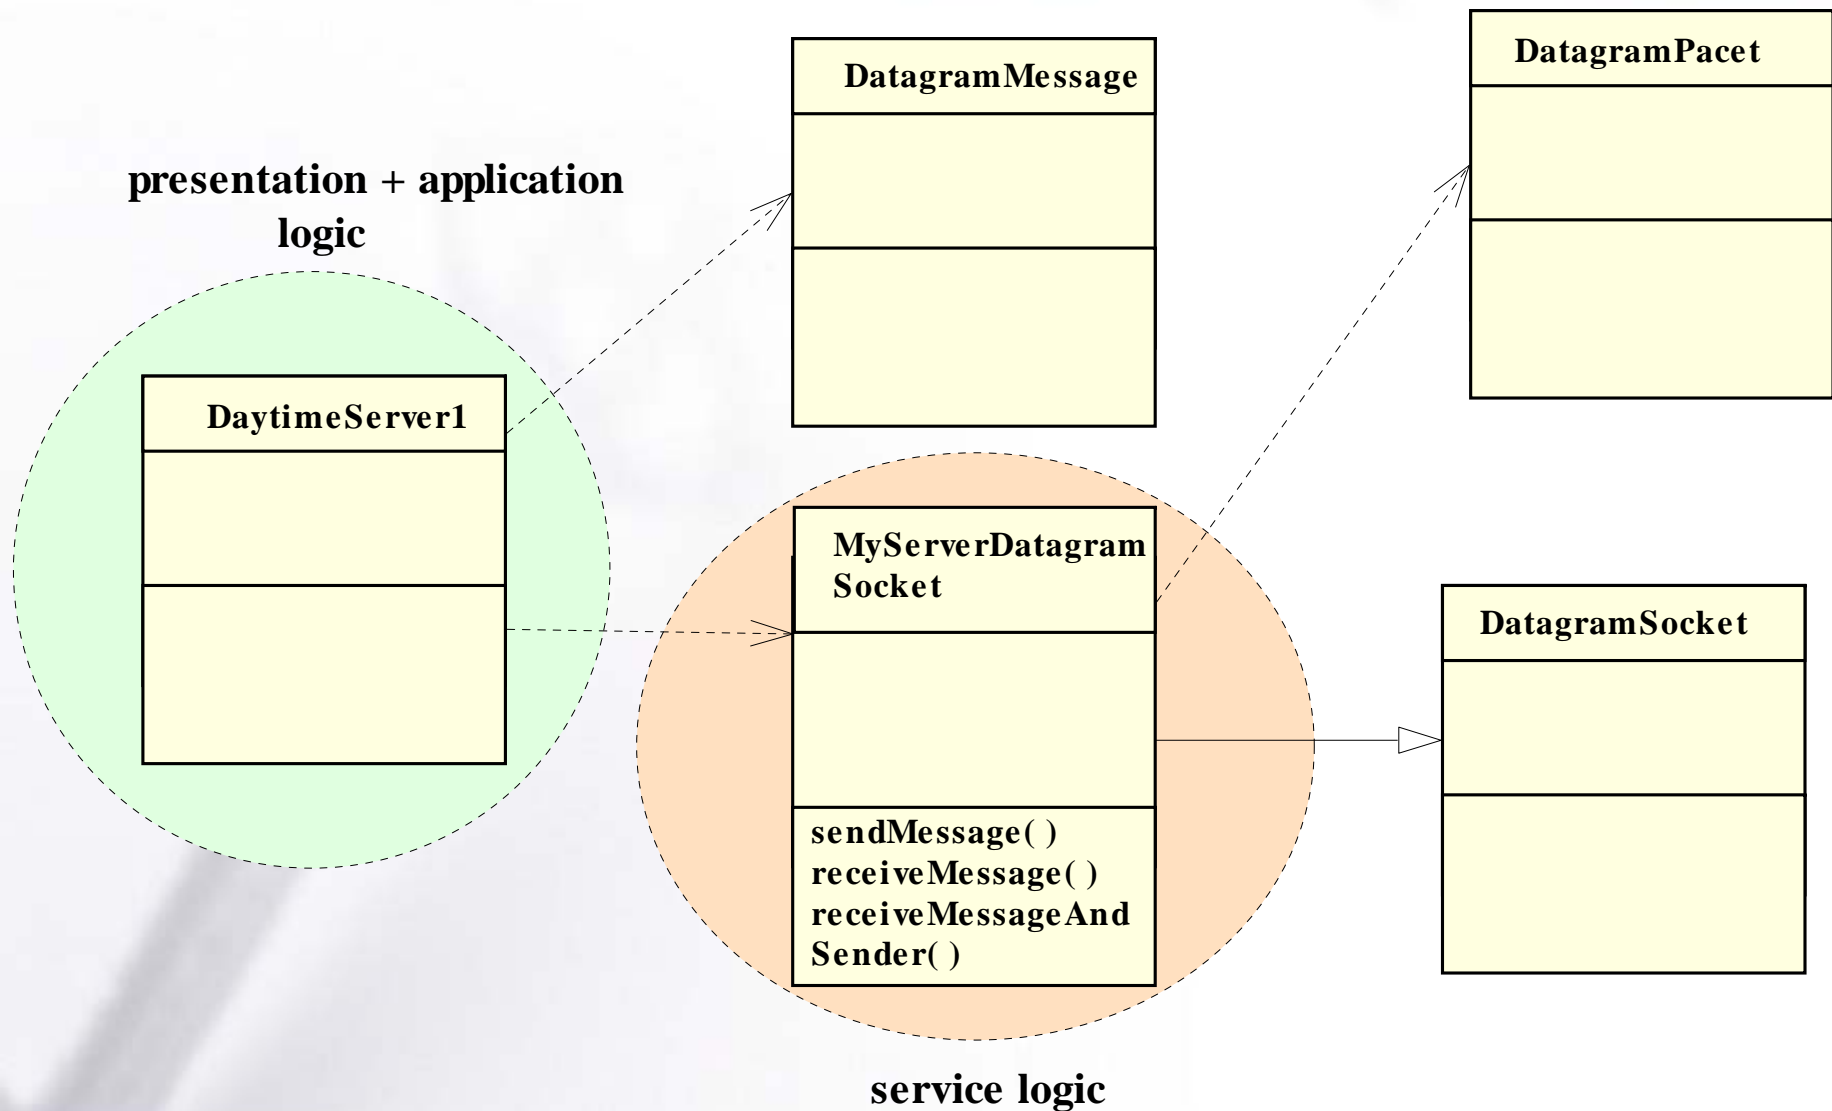 DatagramPacet
DatagramMessage
presentation + application
logic
DaytimeServer1
MyServerDatagram
Socket
DatagramSocket
sendMessage( )
receiveMessage( )
receiveMessageAnd
Sender( )
service logic